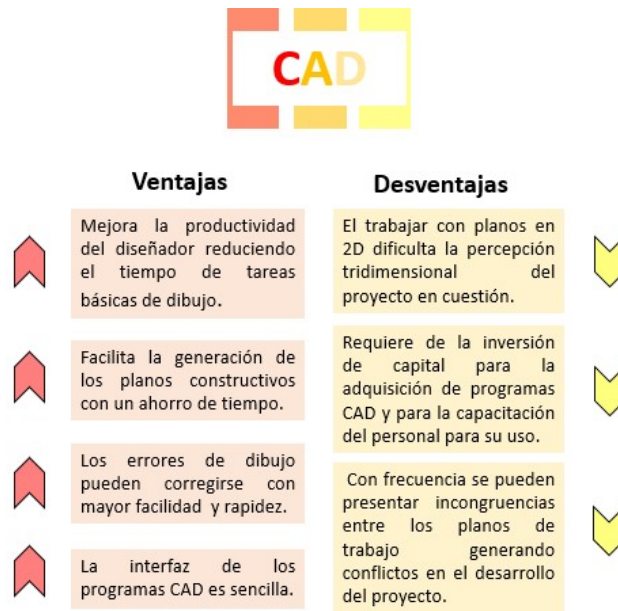 CAD
Ventajas
Mejora la productividad
del diseñador reduciendo
el tiempo de tareas
básicas de dibujo.
Facilita la generación de
los planos constructivos
con un ahorro de tiempo.
Los errores de dibujo
pueden corregirse con
mayor facilidad y rapidez.
La interfaz de los
programas CAD es sencilla.
Desventajas
El trabajar con planos en
2D dificulta la percepción
tridimensional del
proyecto en cuestión.
Requiere de la inversión
de capital para la
adquisición de programas
CAD y para la capacitación
del personal para su uso.
Con frecuencia se pueden
presentar incongruencias
entre los planos de
trabajo generando
conflictos en el desarrollo
del proyecto.